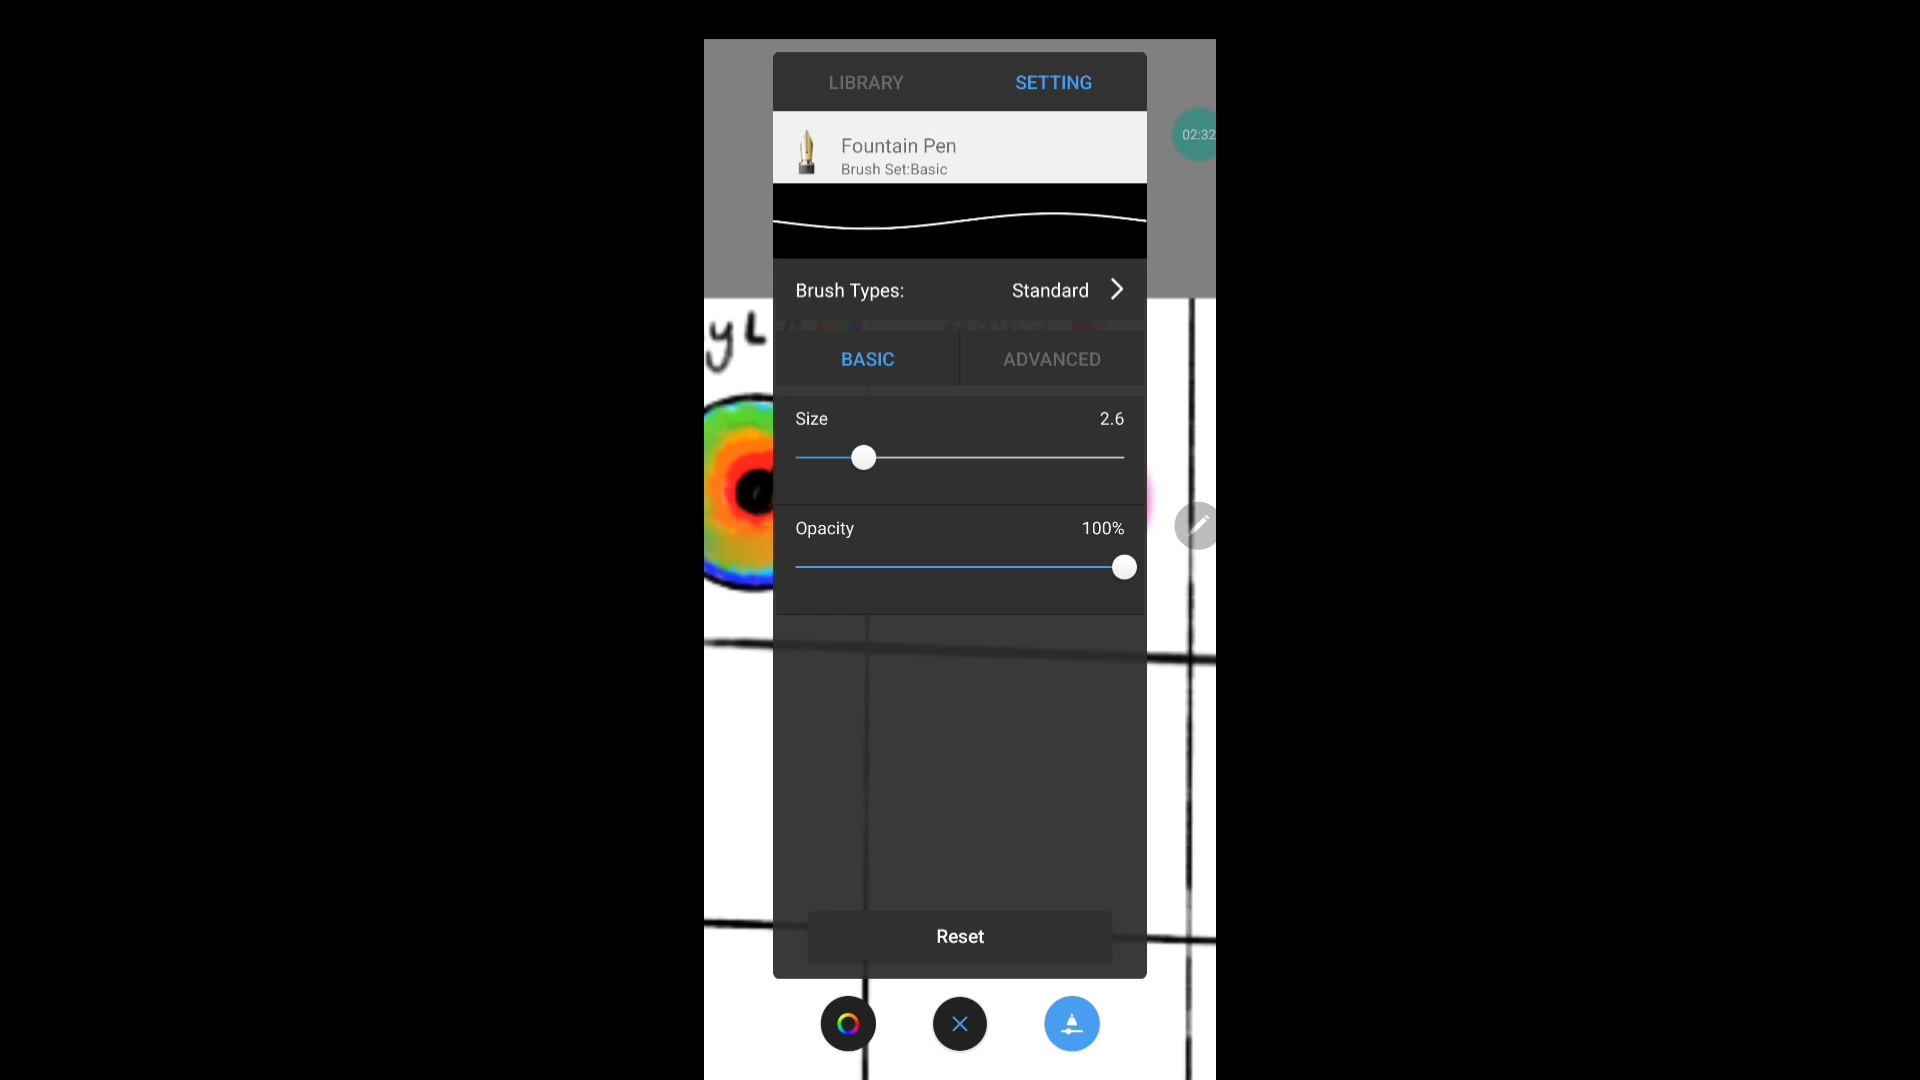 LIBRARY SETTING
02:32
Fountain Pen
Brush Set:Basic
Brush Types: Standard
yL
BASIC ADVANCED
Size 2.6
Opacity 100%
Reset